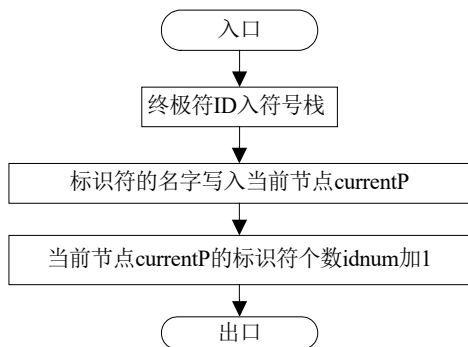 入口
终极符ID入符号栈
标识符的名字写入当前节点currentP
当前节点currentP的标识符个数idnum加1
出口